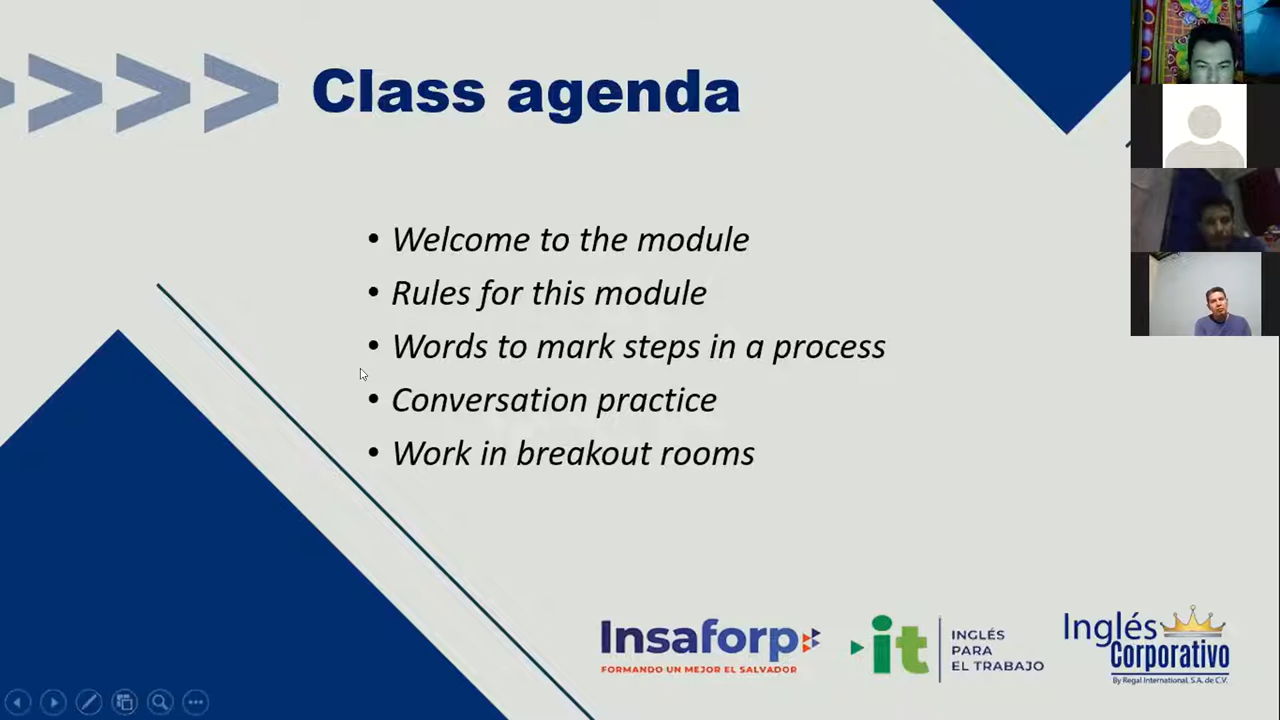 Class agenda
• Welcome to the module
• Rules for this module
• Words to mark steps in a process
• Conversation practice
• Work in breakout rooms
Insaforp
FORMANDO UN MEJOR EL SALVADOR
it
INGLÉS
PARA
EL TRABAJO
Inglés
Corporativo
By Regal International, S.A. de C.V.